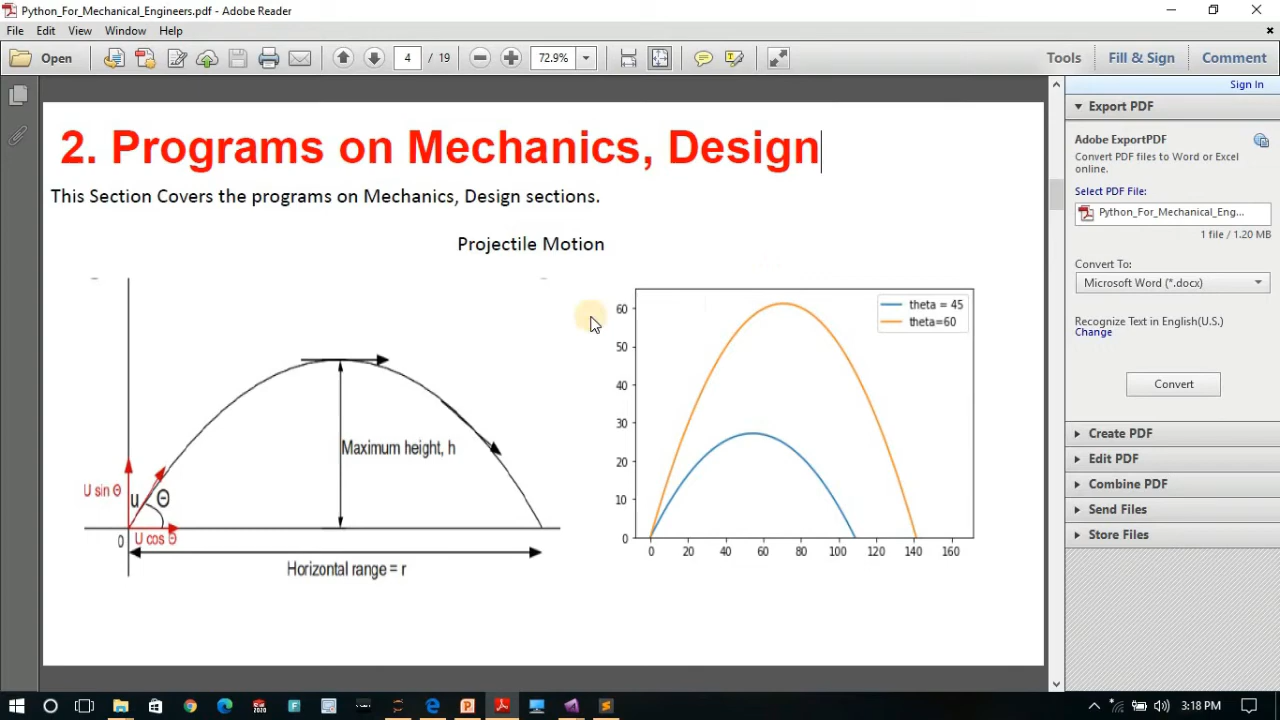 Python_For_Mechanical_Engineers.pdf - Adobe Reader
File Edit View Window Help
Open 4 / 19 72.9% Tools Fill & Sign Comment
Sign In
Export PDF
Adobe ExportPDF
Convert PDF files to Word or Excel
online.
Select PDF File:
Python_For_Mechanical_Eng...
1 file / 1.20 MB
Convert To:
Microsoft Word (*.docx)
Recognize Text in English(U.S.)
Change
Convert
Create PDF
Edit PDF
Combine PDF
Send Files
Store Files
2. Programs on Mechanics, Design
This Section Covers the programs on Mechanics, Design sections.
Projectile Motion
Maximum height, h
U sin Θ
u Θ
0 U cos Θ
Horizontal range = r
theta = 45
theta=60
60
50
40
30
20
10
0
0 20 40 60 80 100 120 140 160
3:18 PM